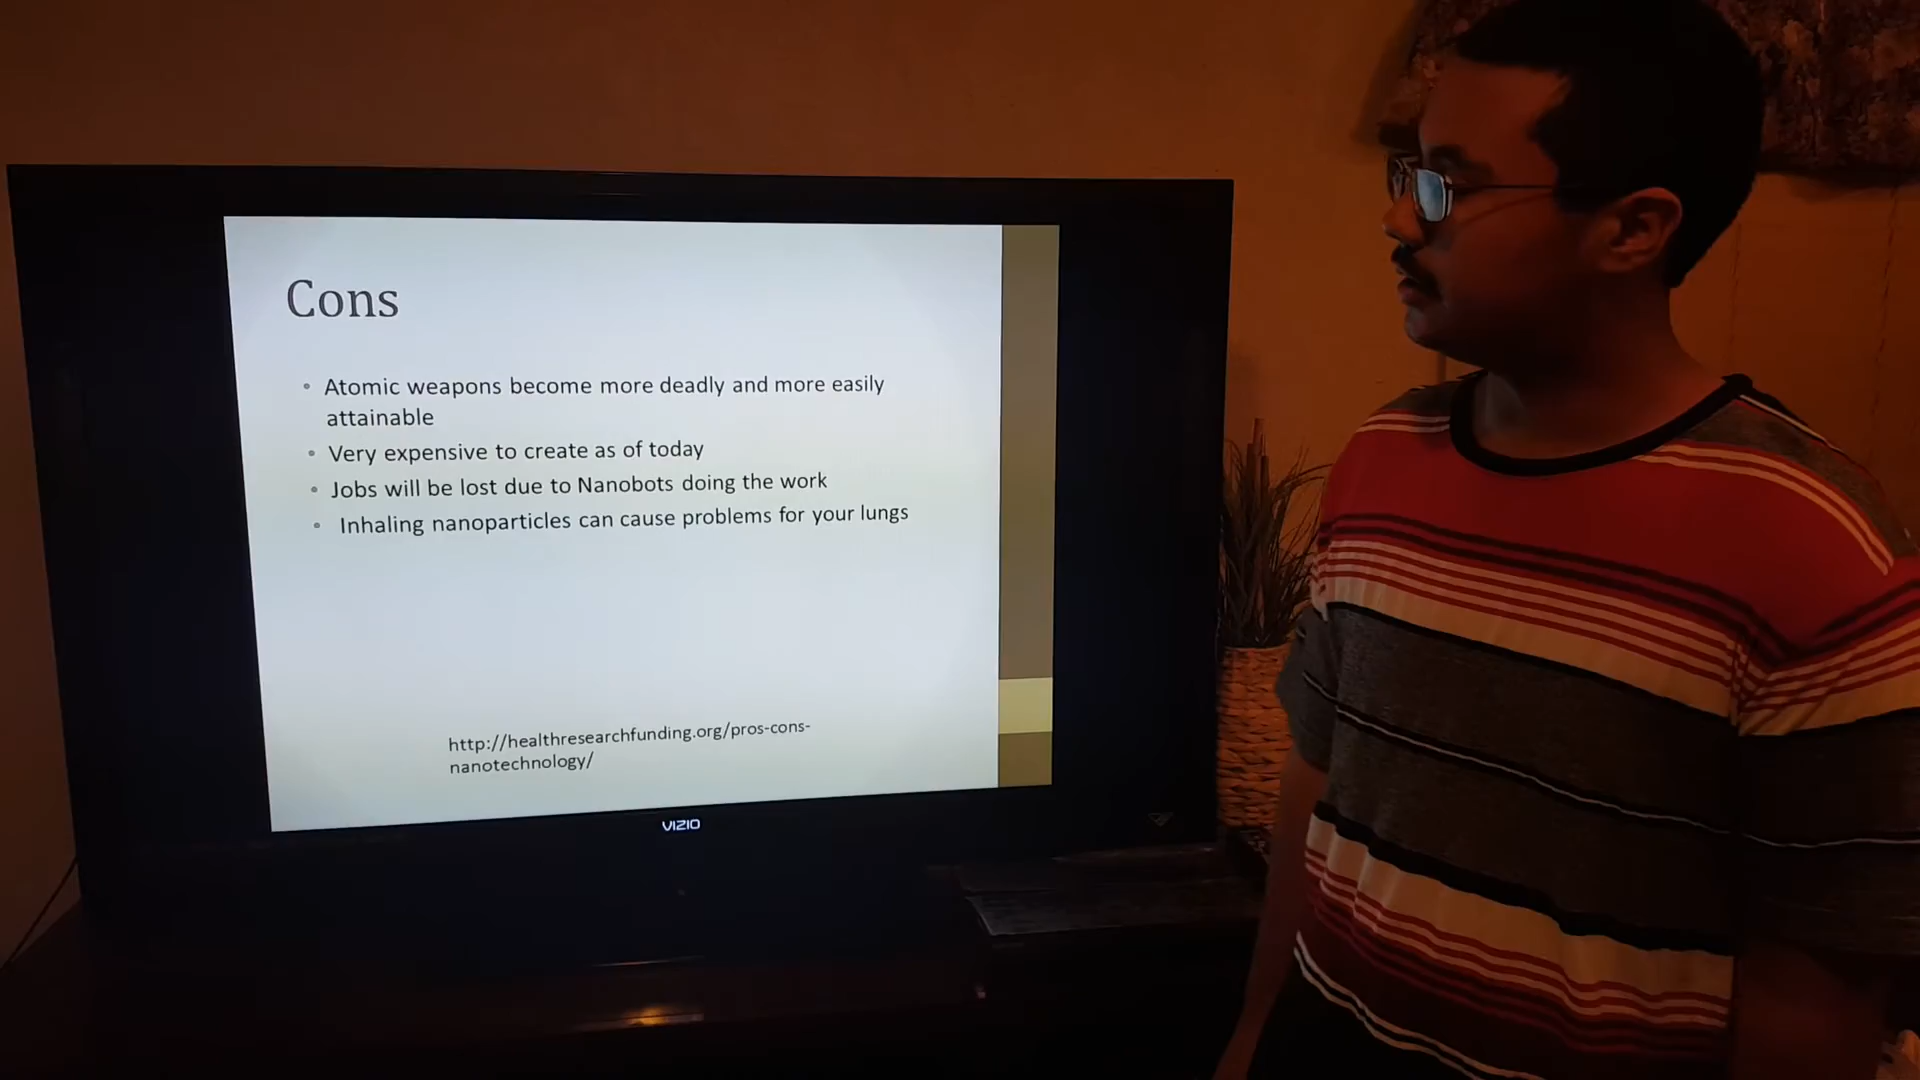 Cons
• Atomic weapons become more deadly and more easily
attainable
• Very expensive to create as of today
• Jobs will be lost due to Nanobots doing the work
• Inhaling nanoparticles can cause problems for your lungs
http://healthresearchfunding.org/pros-cons-
nanotechnology/
VIZIO